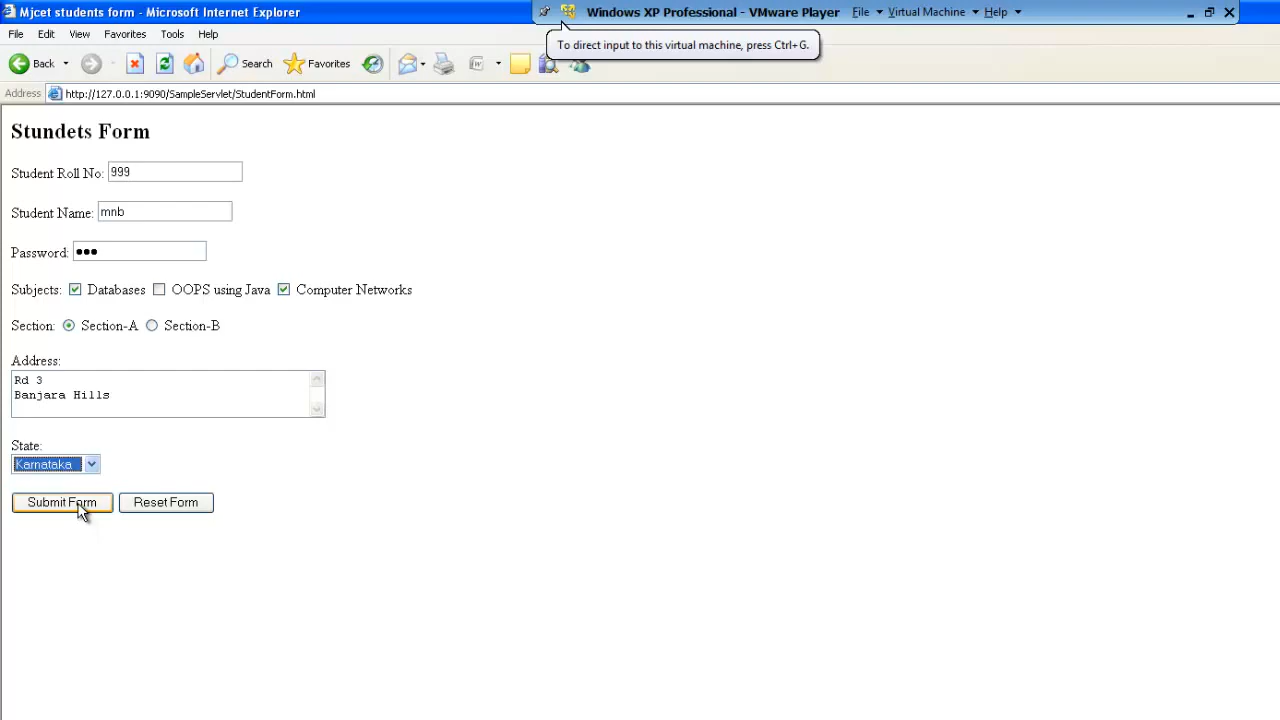 Mjcet students form - Microsoft Internet Explorer
Windows XP Professional - VMware Player File Virtual Machine Help
File Edit View Favorites Tools Help
To direct input to this virtual machine, press Ctrl+G.
Back Search Favorites
Address http://127.0.0.1:9090/SampleServlet/StudentForm.html
Stundets Form
Student Roll No: 999
Student Name: mnb
Password: •••
Subjects: Databases OOPS using Java Computer Networks
Section: Section-A Section-B
Address:
Rd 3
Banjara Hills
State:
Karnataka
Submit Form Reset Form